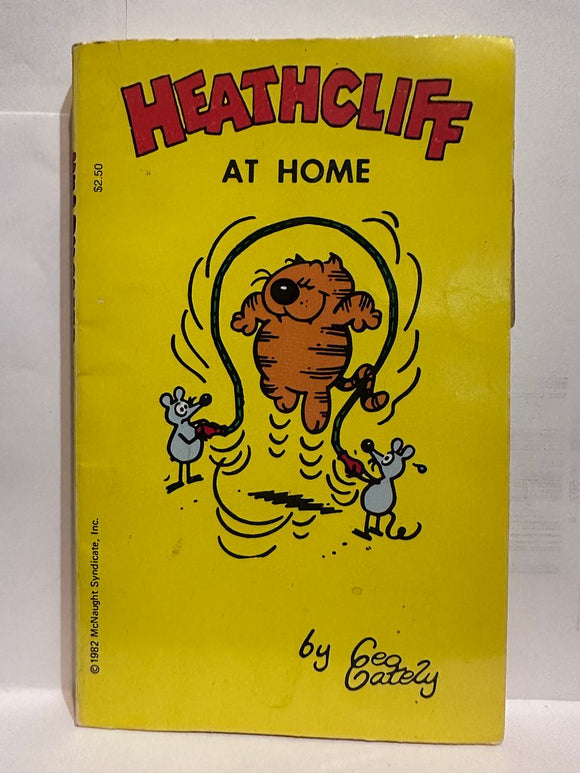 HEATHCLIFF
AT HOME
$2.50
© 1982 McNaught Syndicate, Inc.
by Geo
Gately